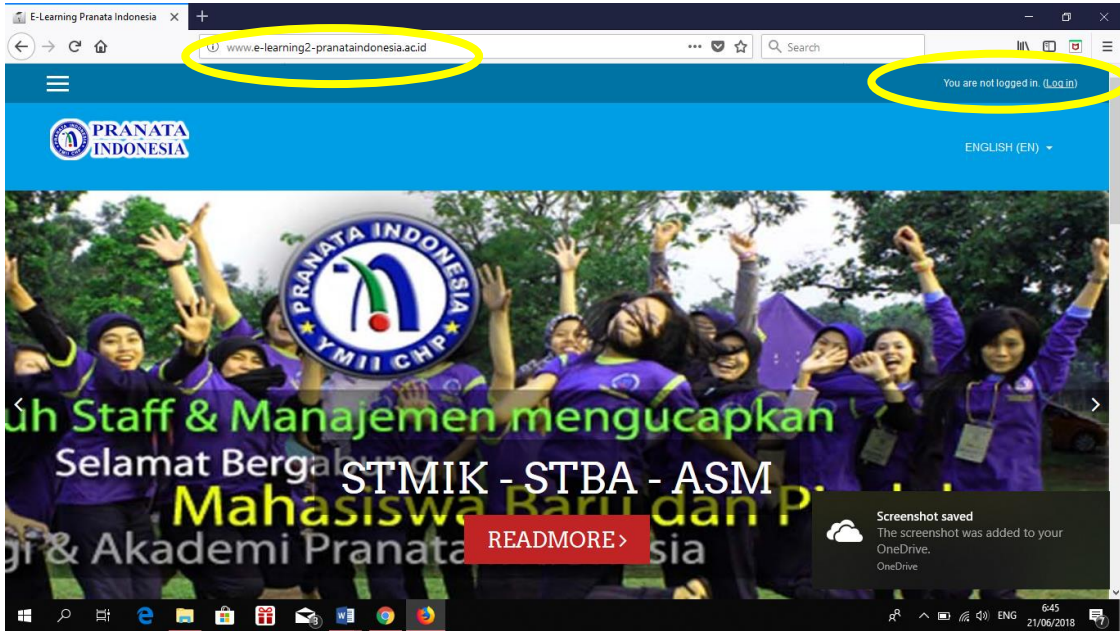 E-Learning Pranata Indonesia
www.e-learning2-pranataindonesia.ac.id
Search
You are not logged in. (Log in)
PRANATA
INDONESIA
ENGLISH (EN)
PRANATA INDONESIA
YMII CHP
uh Staff & Manajemen mengucapkan
Selamat Bergabung
STMIK - STBA - ASM
Mahasiswa Baru dan P
READMORE >
gi & Akademi Pranata sia
Screenshot saved
The screenshot was added to your
OneDrive.
OneDrive
ENG
6:45
21/06/2018